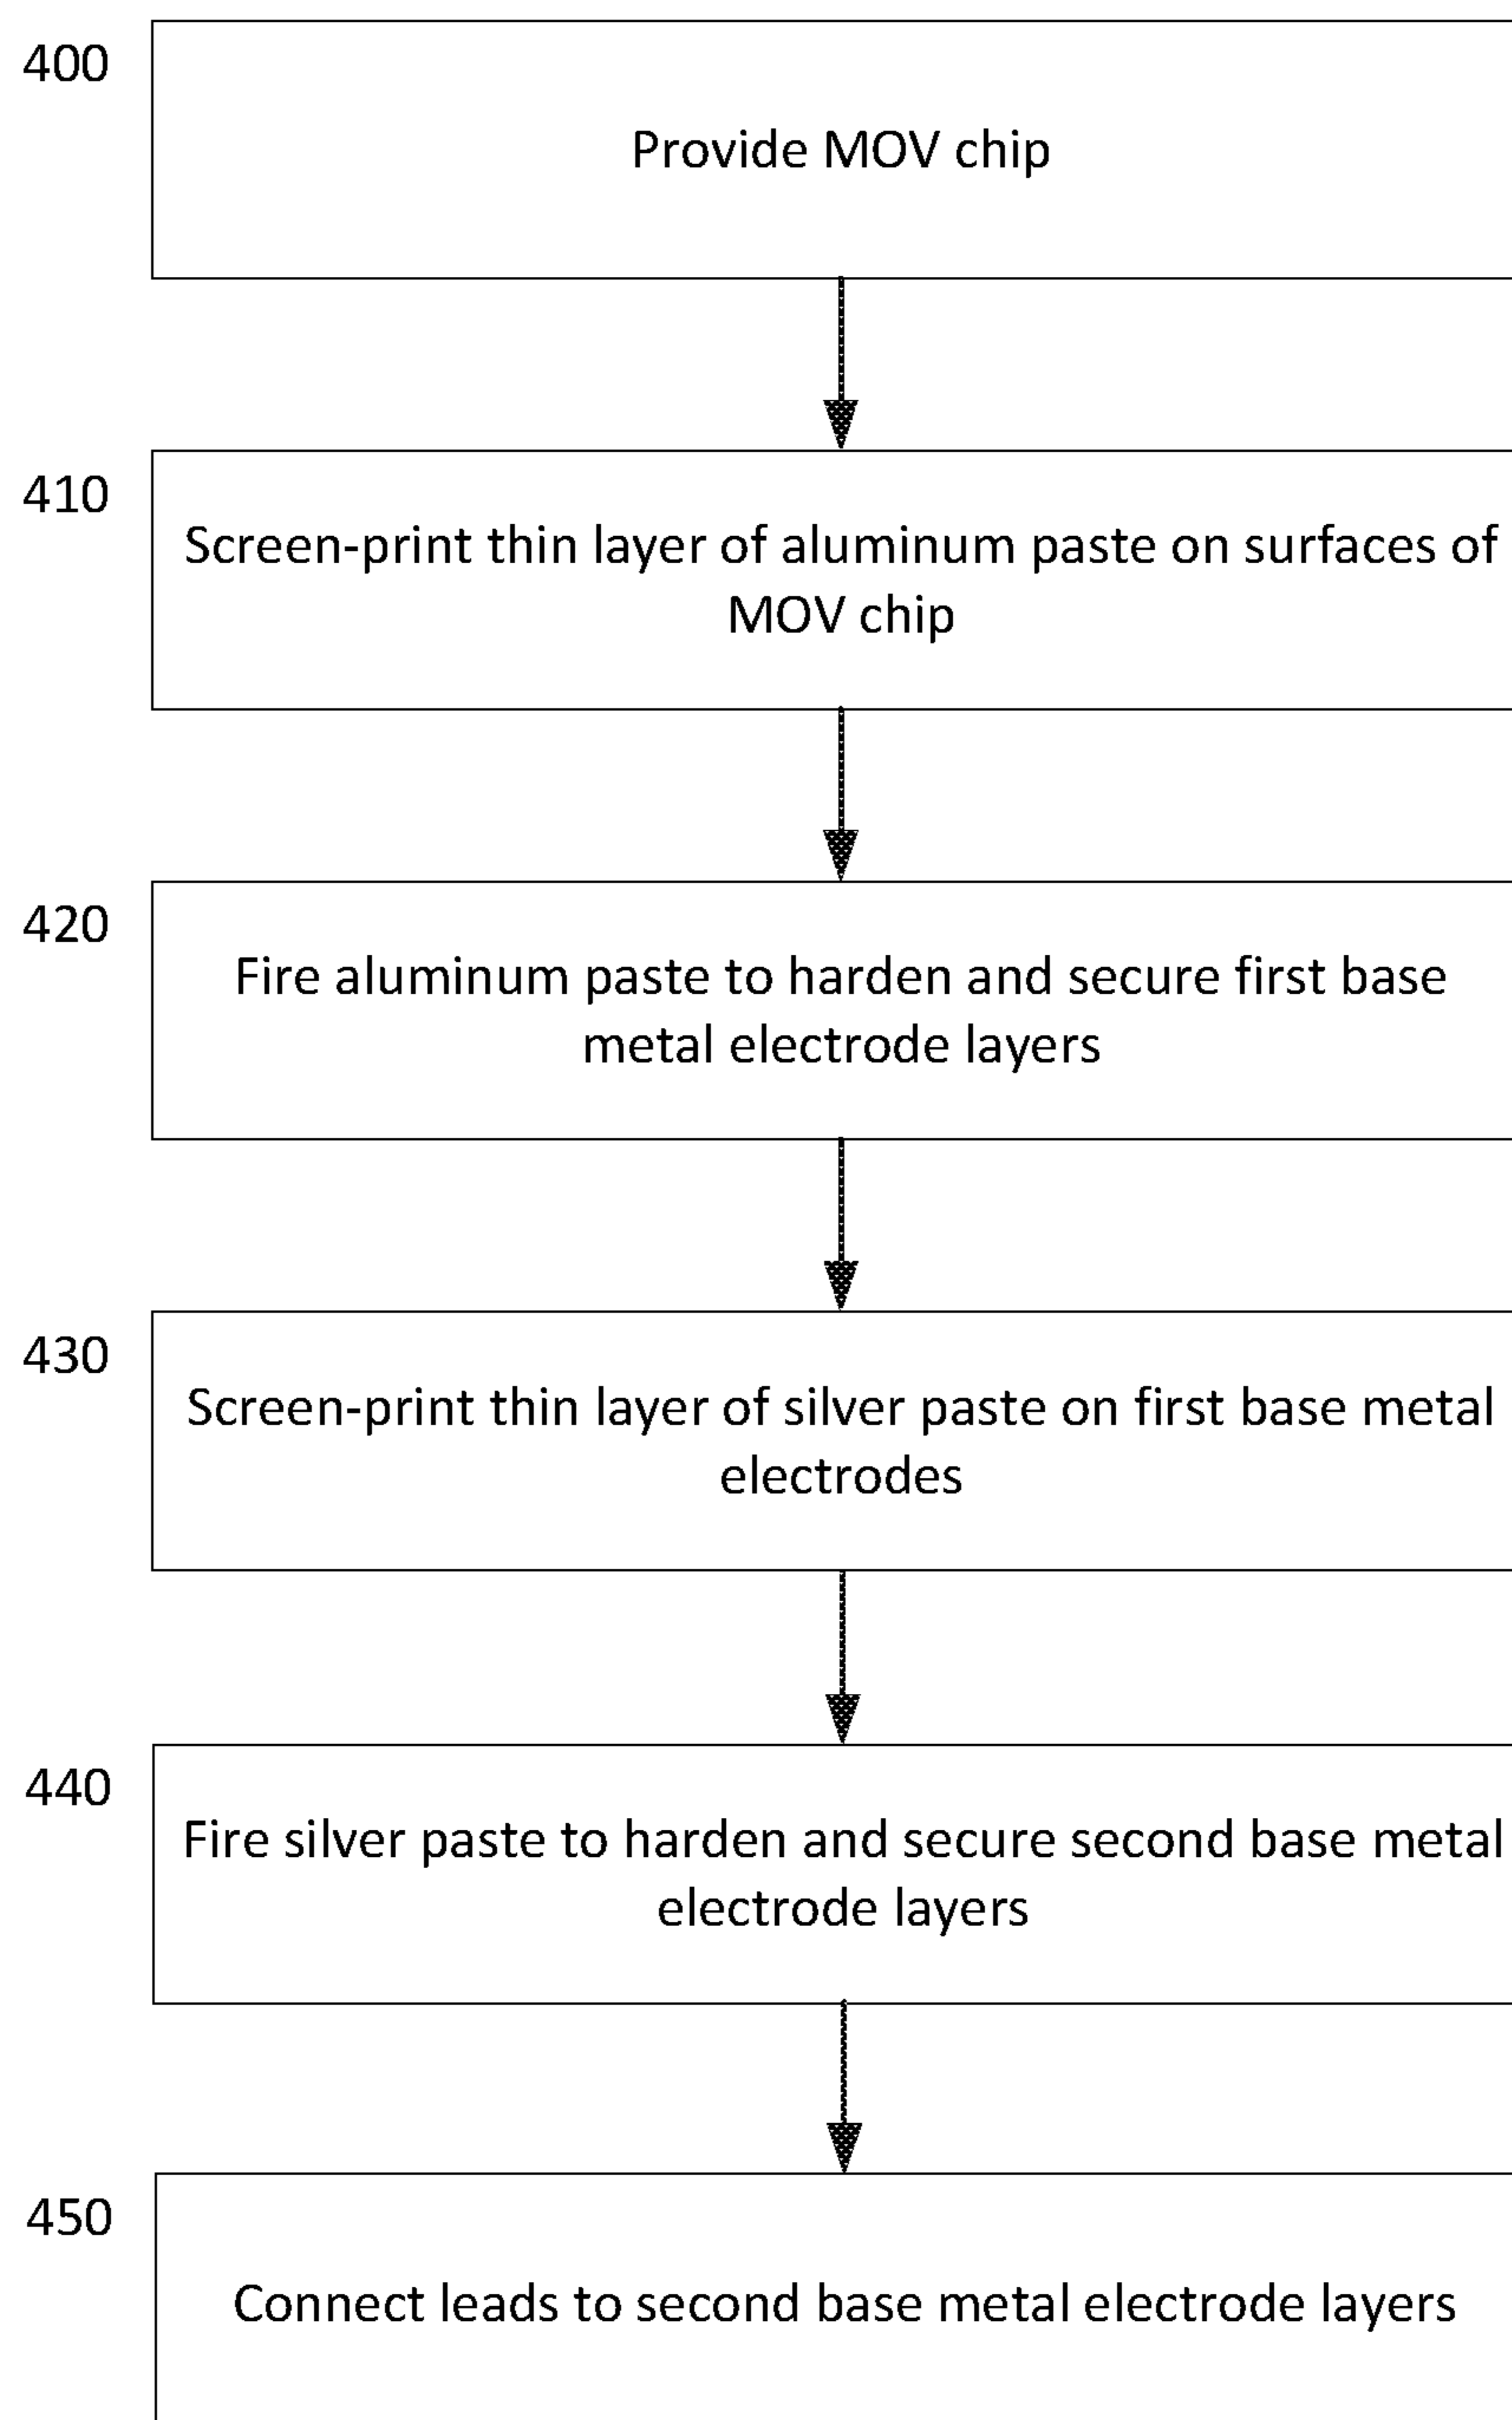 400
Provide MOV chip
410
Screen-print thin layer of aluminum paste on surfaces of
MOV chip
420
Fire aluminum paste to harden and secure first base
metal electrode layers
430
Screen-print thin layer of silver paste on first base metal
electrodes
440
Fire silver paste to harden and secure second base metal
electrode layers
450
Connect leads to second base metal electrode layers